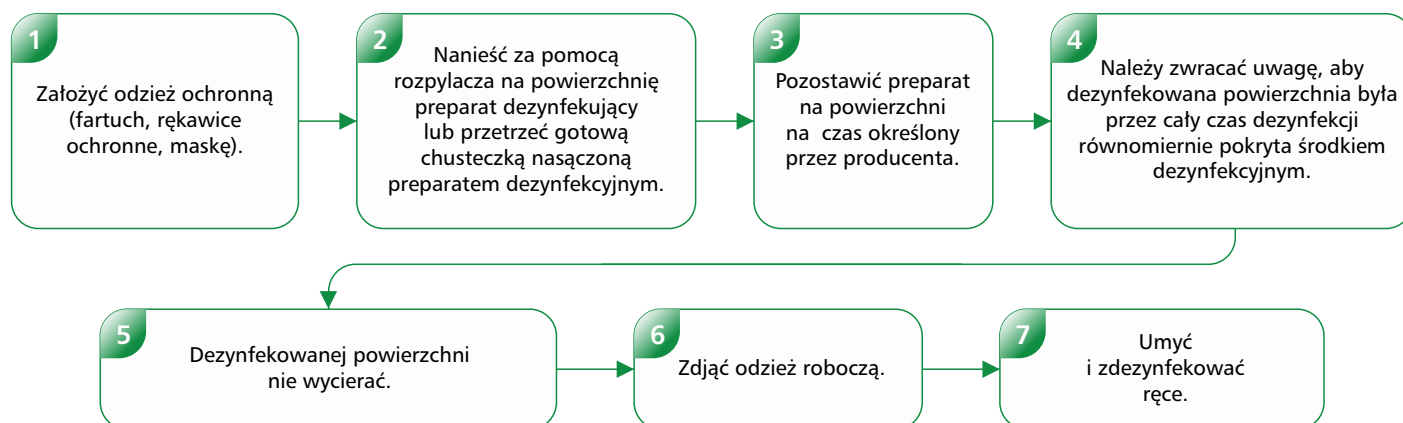 1
Założyć odzież ochronną
(fartuch, rękawice
ochronne, maskę).
2
Nanieść za pomocą
rozpylacza na powierzchnię
preparat dezynfekujący
lub przetrzeć gotową
chusteczką nasączoną
preparatem dezynfekcyjnym.
3
Pozostawić preparat
na powierzchni
na czas określony
przez producenta.
4
Należy zwracać uwagę, aby
dezynfekowana powierzchnia była
przez cały czas dezynfekcji
równomiernie pokryta środkiem
dezynfekcyjnym.
5
Dezynfekowanej powierzchni
nie wycierać.
6
Zdjąć odzież roboczą.
7
Umyć
i zdezynfekować
ręce.